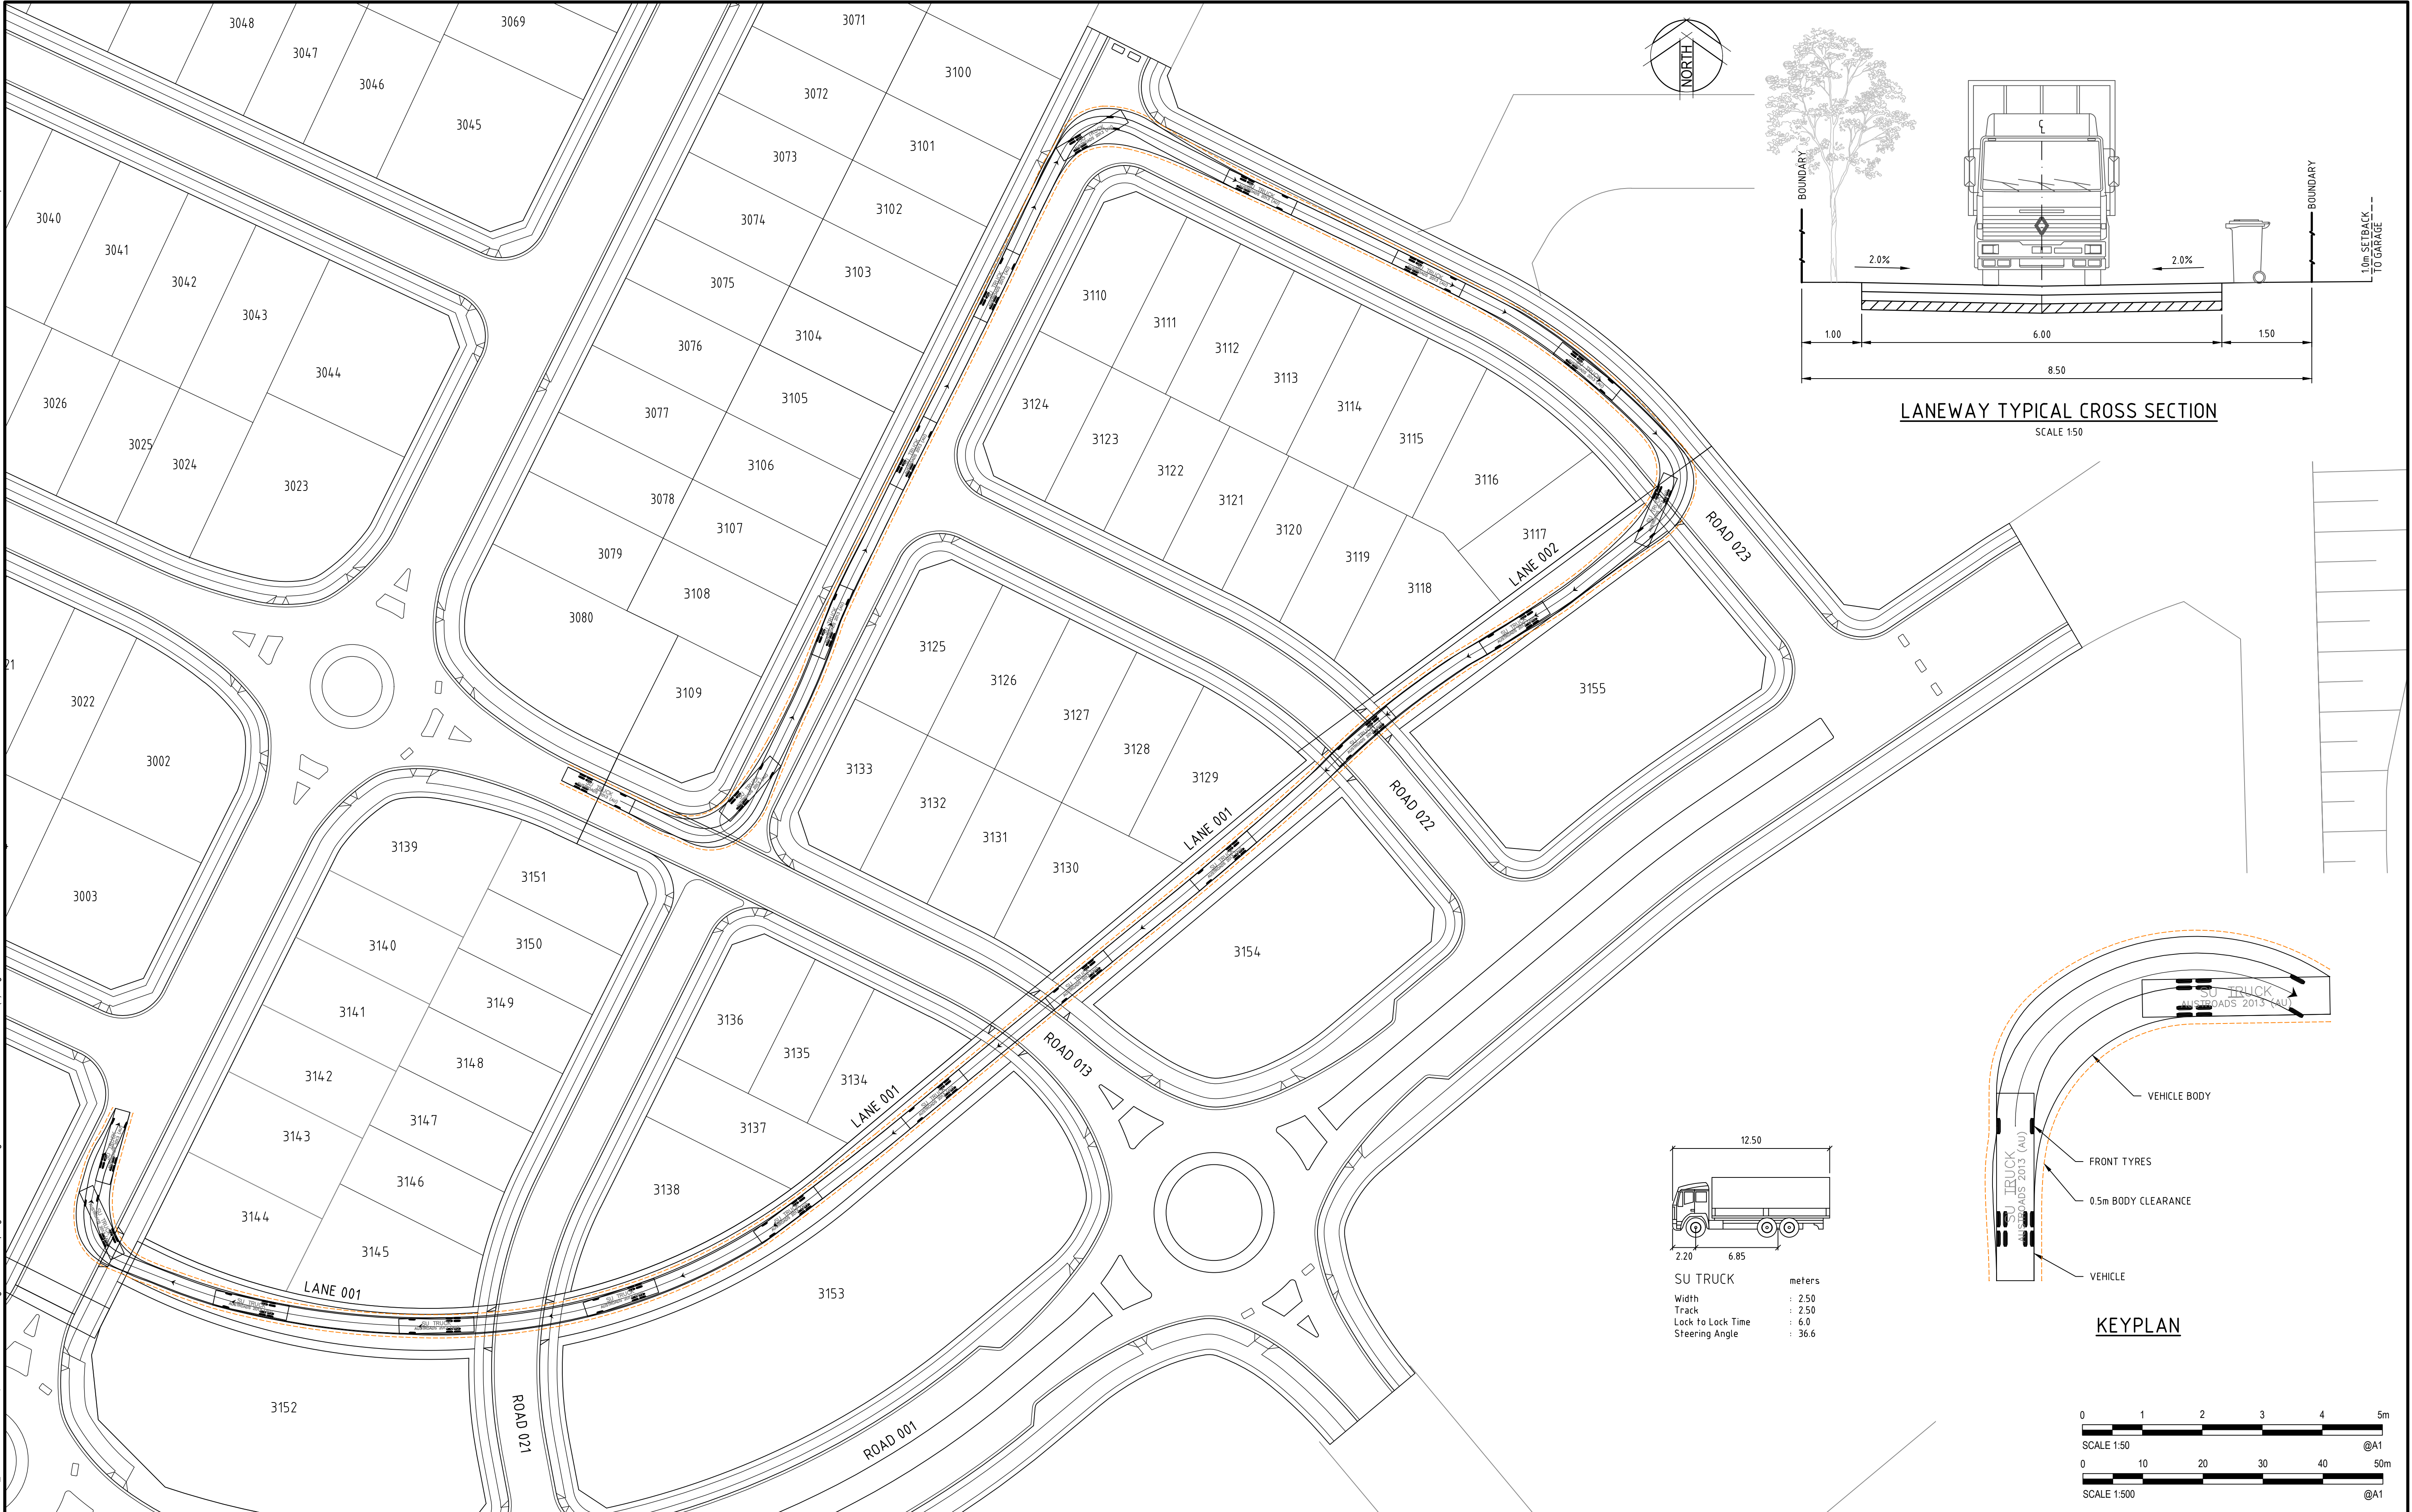 3048
3047
3046
3069
3045
3071
3100
3072
3101
3073
3102
3074
3103
3075
3104
3076
3105
3077
3106
3078
3107
3079
3108
3080
3109
3040
3041
3042
3043
3044
3026
3025
3024
3023
21
3022
3002
3003
3110
3111
3112
3113
3114
3115
3116
3117
3124
3123
3122
3121
3120
3119
3118
LANE 002
ROAD 023
3155
3125
3126
3127
3128
3129
3133
3132
3131
3130
LANE 001
ROAD 022
3154
3139
3151
3140
3150
3141
3149
3142
3148
3143
3147
3144
3146
3145
3136
3135
3134
3137
3138
LANE 001
ROAD 013
LANE 001
3153
3152
ROAD 021
ROAD 001
NORTH
BOUNDARY
BOUNDARY
1.0m SETBACK
TO GARAGE
2.0%
2.0%
1.00
6.00
1.50
8.50
LANEWAY TYPICAL CROSS SECTION
SCALE 1:50
12.50
2.20
6.85
SU TRUCK meters
Width : 2.50
Track : 2.50
Lock to Lock Time : 6.0
Steering Angle : 36.6
SU TRUCK
AUSTROADS 2013 (AU)
SU TRUCK
AUSTROADS 2013 (AU)
VEHICLE BODY
FRONT TYRES
0.5m BODY CLEARANCE
VEHICLE
KEYPLAN
0 1 2 3 4 5m
SCALE 1:50 @A1
0 10 20 30 40 50m
SCALE 1:500 @A1